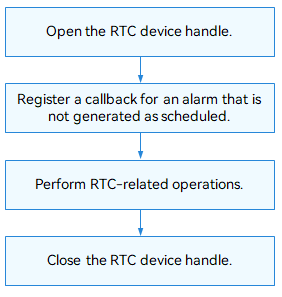 Open the RTC device handle.
Register a callback for an alarm that is
not generated as scheduled.
Perform RTC-related operations.
Close the RTC device handle.